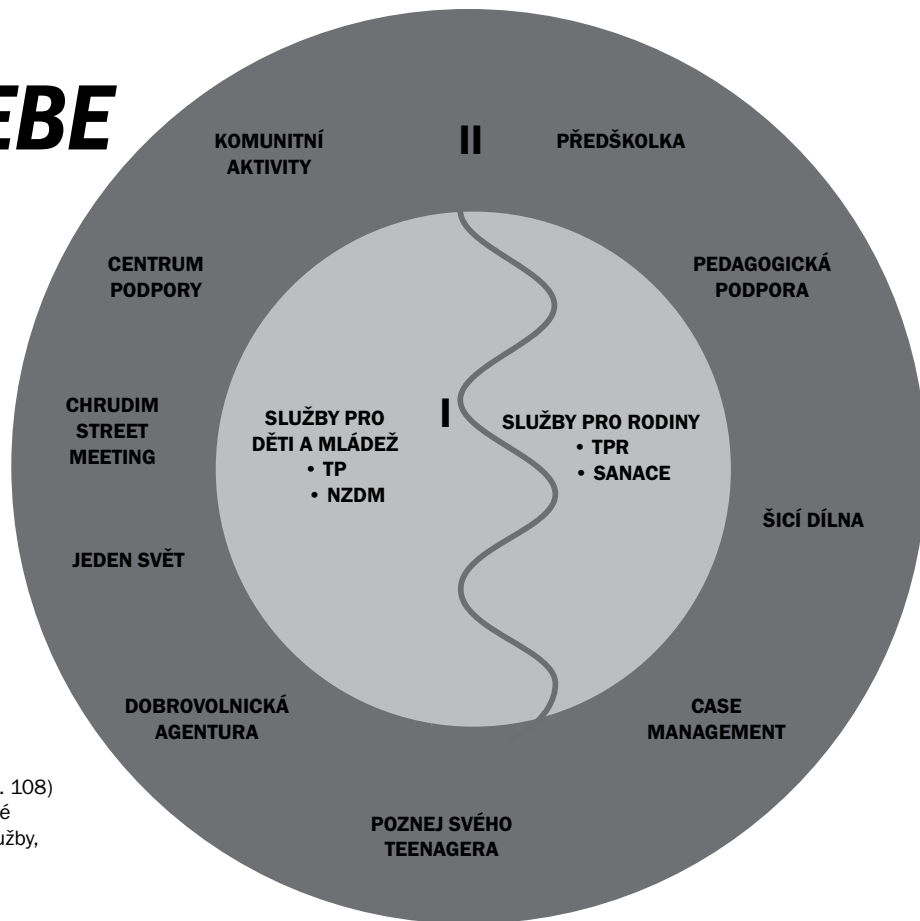 EBE
KOMUNITNÍ
AKTIVITY
II
PŘEDŠKOLKA
CENTRUM
PODPORY
PEDAGOGICKÁ
PODPORA
CHRUDIM
STREET
MEETING
SLUŽBY PRO
DĚTI A MLÁDEŽ
• TP
• NZDM
I
SLUŽBY PRO RODINY
• TPR
• SANACE
ŠICÍ DÍLNA
JEDEN SVĚT
DOBROVOLNICKÁ
AGENTURA
CASE
MANAGEMENT
POZNEJ SVÉHO
TEENAGERA
. 108)
é
užby,